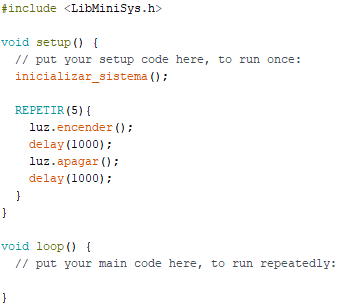 #include <LibMiniSys.h>

void setup() {
  // put your setup code here, to run once:
  inicializar_sistema();

  REPETIR(5){
    luz.encender();
    delay(1000);
    luz.apagar();
    delay(1000);
  }
}

void loop() {
  // put your main code here, to run repeatedly:

}